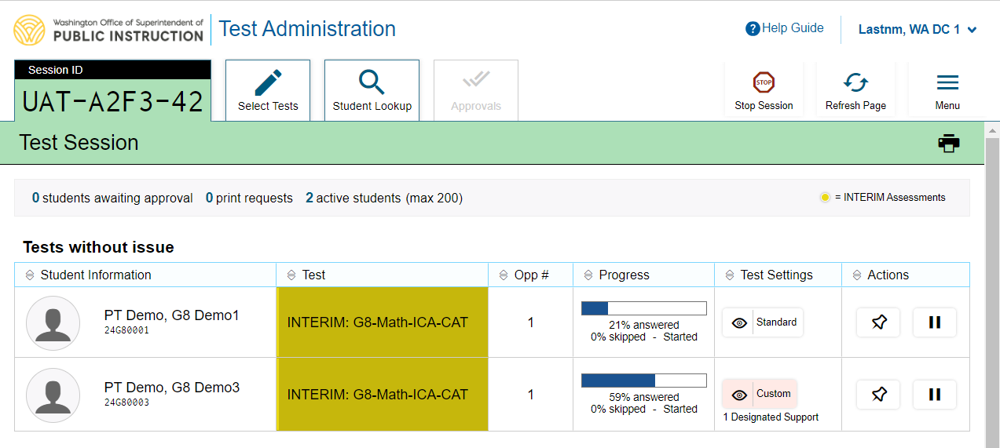 Washington Office of Superintendent of
PUBLIC INSTRUCTION
Test Administration
? Help Guide
Lastnm, WA DC 1
Session ID
UAT-A2F3-42
Select Tests
Student Lookup
Approvals
STOP
Stop Session
Refresh Page
Menu
Test Session
0 students awaiting approval 0 print requests 2 active students (max 200)
= INTERIM Assessments
Tests without issue
Student Information Test Opp # Progress Test Settings Actions
PT Demo, G8 Demo1
24G80001
INTERIM: G8-Math-ICA-CAT
1
21% answered
0% skipped - Started
Standard
PT Demo, G8 Demo3
24G80003
INTERIM: G8-Math-ICA-CAT
1
59% answered
0% skipped - Started
Custom
1 Designated Support